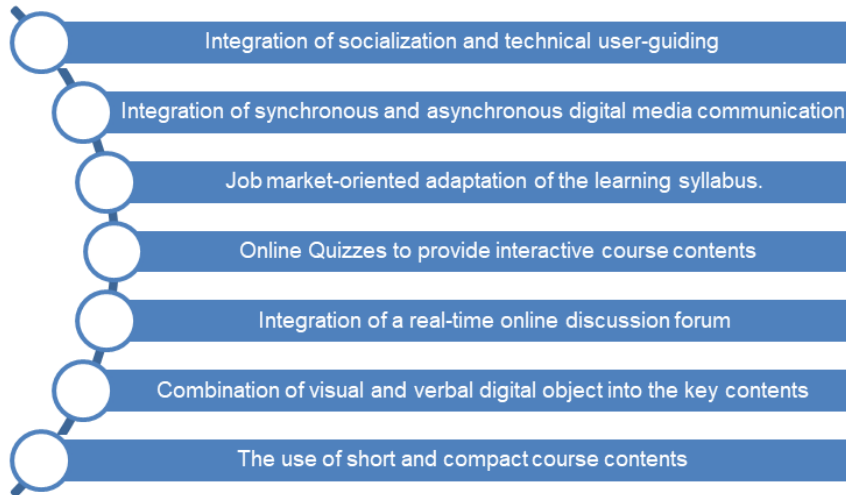 Integration of socialization and technical user-guiding
Integration of synchronous and asynchronous digital media communication
Job market-oriented adaptation of the learning syllabus.
Online Quizzes to provide interactive course contents
Integration of a real-time online discussion forum
Combination of visual and verbal digital object into the key contents
The use of short and compact course contents